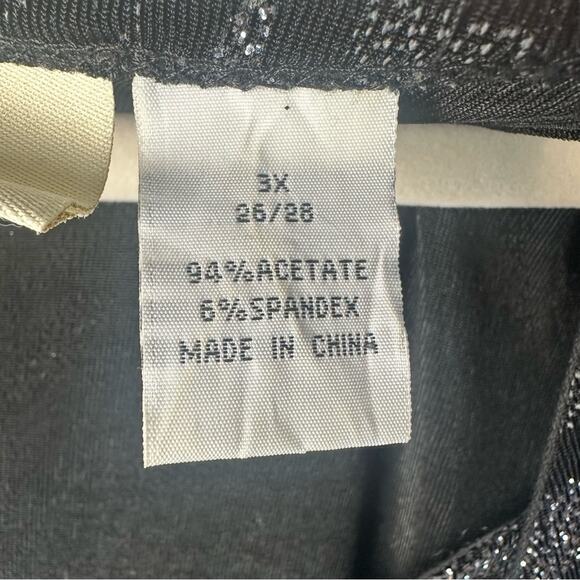 3X
26/28
94%ACETATE
6%SPANDEX
MADE IN CHINA